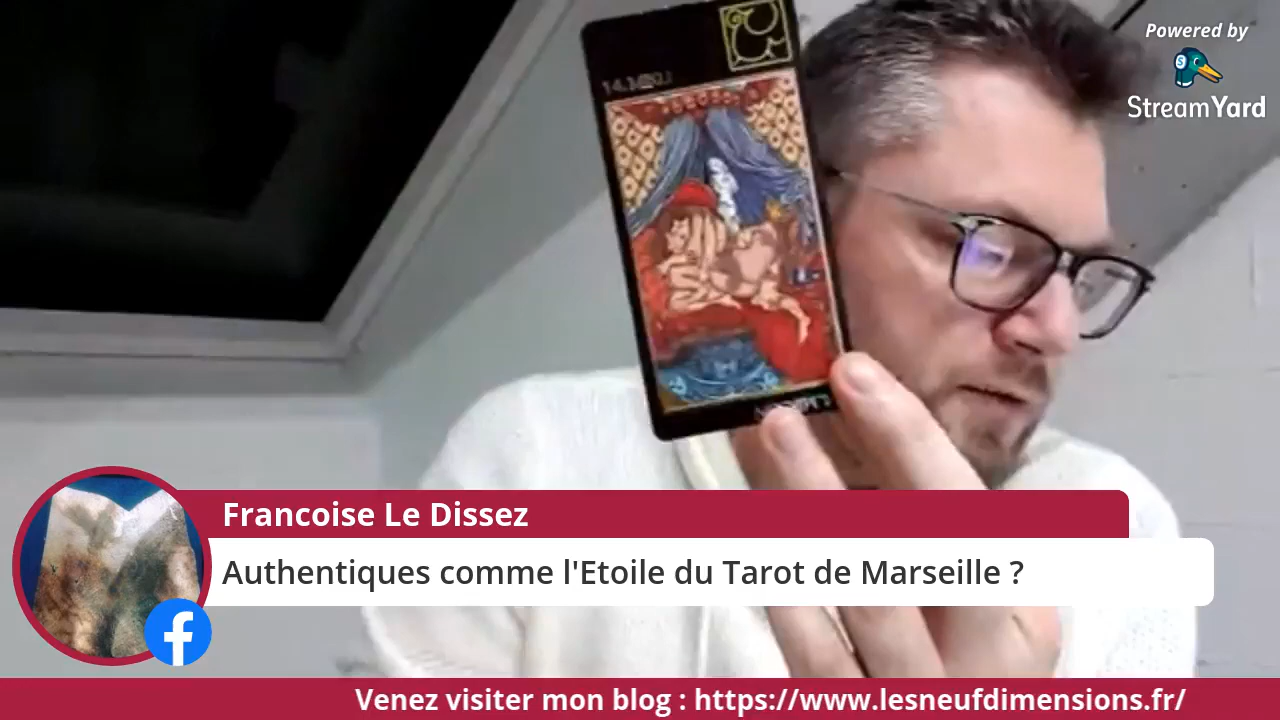 Powered by
StreamYard
Francoise Le Dissez
Authentiques comme l'Etoile du Tarot de Marseille ?
Venez visiter mon blog : https://www.lesneufdimensions.fr/